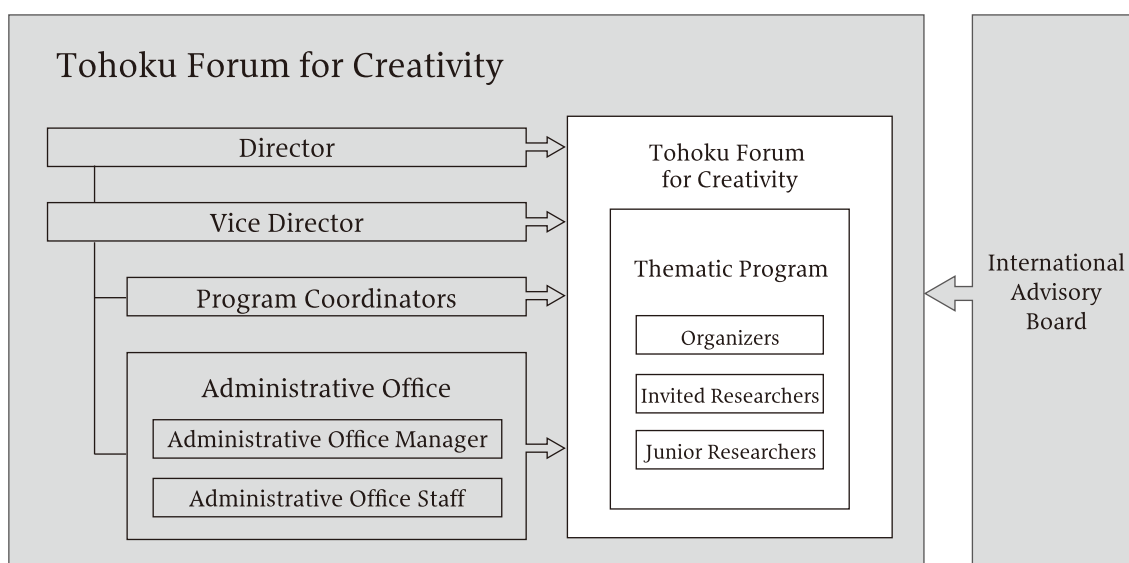 Tohoku Forum for Creativity
Director
Vice Director
Program Coordinators
Administrative Office
Administrative Office Manager
Administrative Office Staff
Tohoku Forum
for Creativity
Thematic Program
Organizers
Invited Researchers
Junior Researchers
International
Advisory
Board